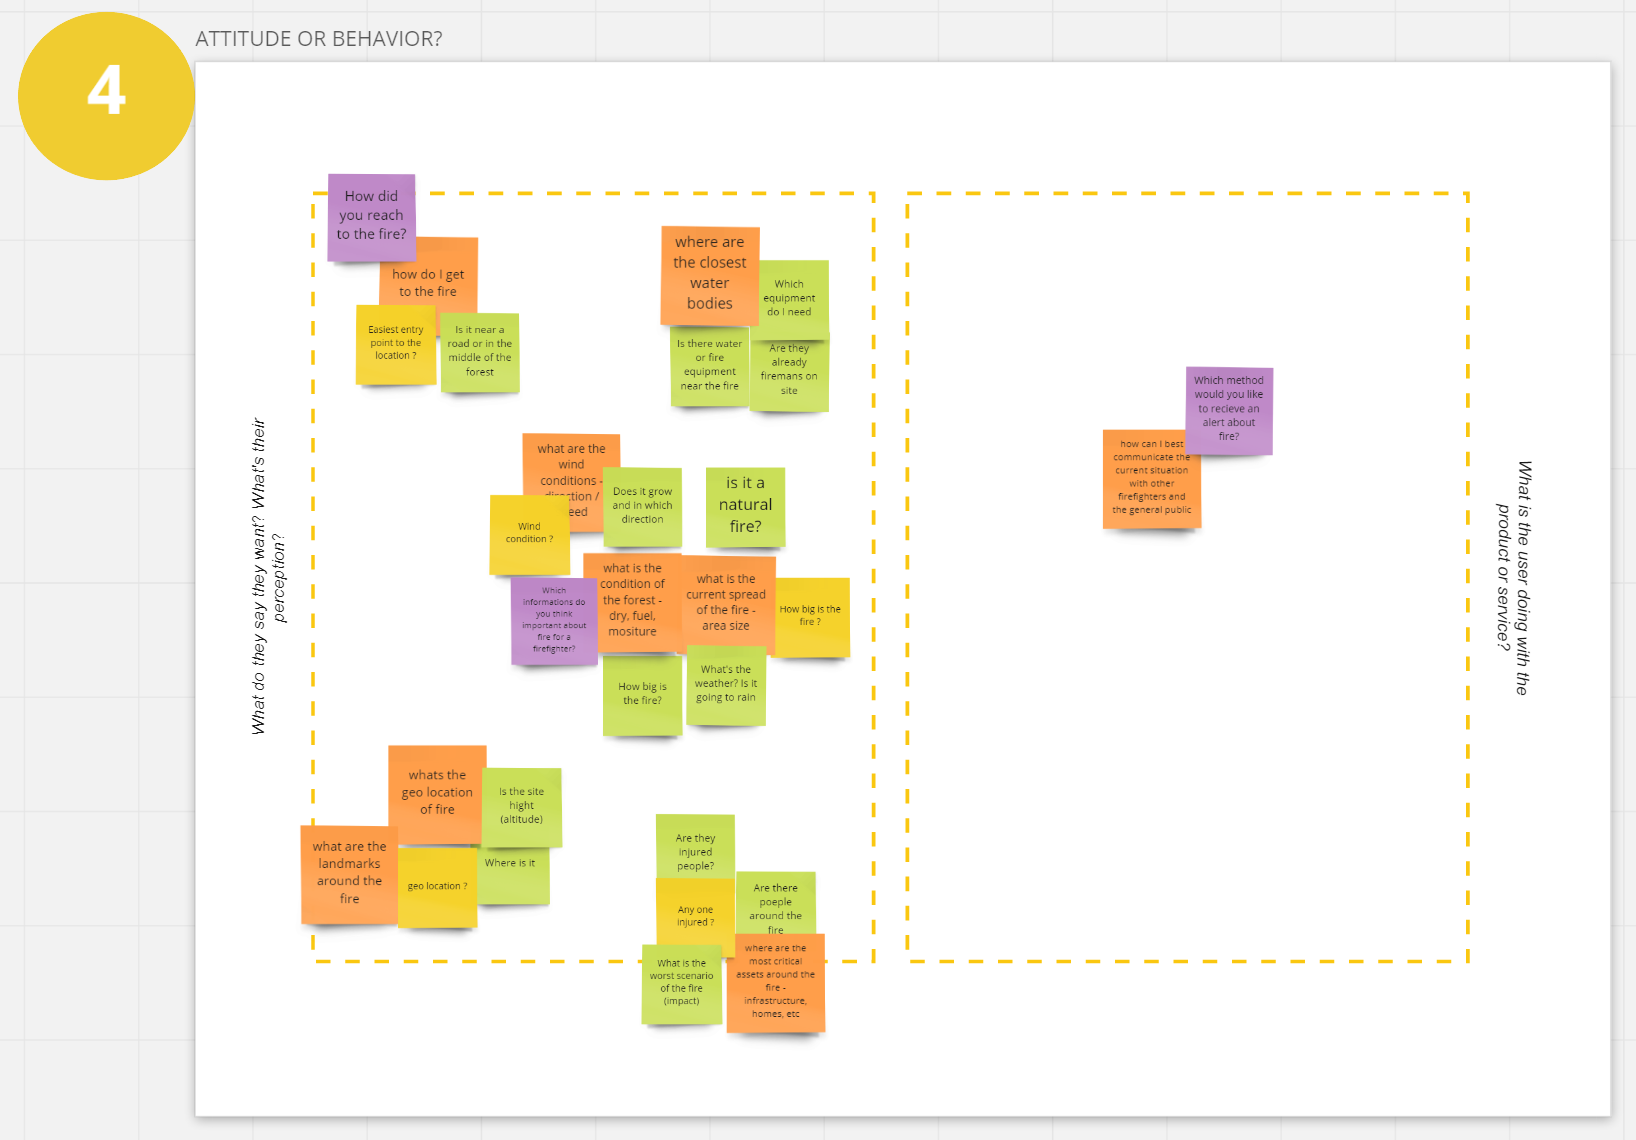 4
ATTITUDE OR BEHAVIOR?
What do they say they want? What's their
perception?
How did
you reach
to the fire?
how do I get
to the fire
Easiest entry
point to the
location ?
Is it near a
road or in the
middle of the
forest
where are
the closest
water
bodies
Which
equipment
do I need
Is there water
or fire
equipment
near the fire
Are they
already
firemans on
site
what are the
wind
conditions -
direction /
eed
Wind
condition ?
Does it grow
and in which
direction
is it a
natural
fire?
Which
informations do
you think
important about
fire for a
firefighter?
what is the
condition of
the forest -
dry, fuel,
mositure
what is the
current spread
of the fire -
area size
How big is the
fire ?
How big is
the fire?
What's the
weather? Is it
going to rain
whats the
geo location
of fire
Is the site
hight
(altitude)
what are the
landmarks
around the
fire
geo location ?
Where is it
Are they
injured
people?
Any one
injured ?
Are there
poeple
around the
fire
What is the
worst scenario
of the fire
(impact)
where are the
most critical
assets around the
fire -
infrastructure,
homes, etc
Which method
would you like
to recieve an
alert about
fire?
how can I best
communicate the
current situation
with other
firefighters and
the general public
What is the user doing with the
product or service?